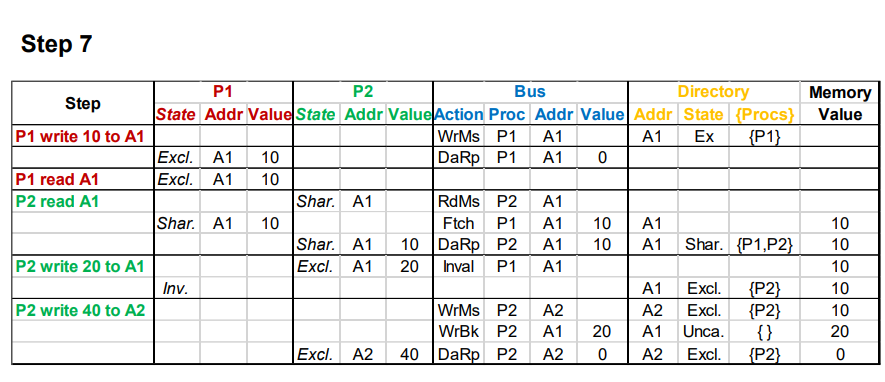 Step 7
Step P1 P2 Bus Directory Memory
State Addr Value State Addr Value Action Proc Addr Value Addr State {Procs} Value
P1 write 10 to A1 WrMs P1 A1 A1 Ex {P1}
Excl. A1 10 DaRp P1 A1 0
P1 read A1 Excl. A1 10
P2 read A1 Shar. A1 RdMs P2 A1
Shar. A1 10 Ftch P1 A1 10 A1 10
Shar. A1 10 DaRp P2 A1 10 A1 Shar. {P1,P2} 10
P2 write 20 to A1 Excl. A1 20 Inval P1 A1 10
Inv. A1 Excl. {P2} 10
P2 write 40 to A2 WrMs P2 A2 A2 Excl. {P2} 10
WrBk P2 A1 20 A1 Unca. { } 20
Excl. A2 40 DaRp P2 A2 0 A2 Excl. {P2} 0